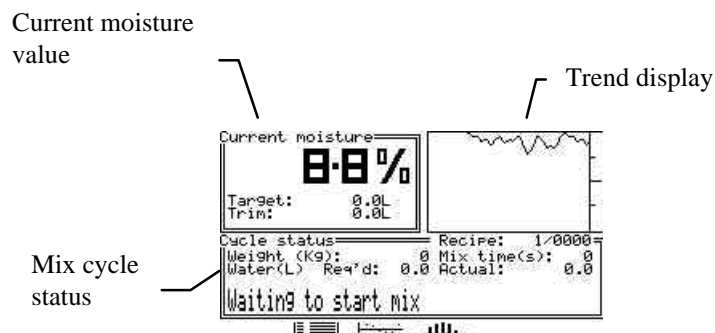 Current moisture
value
Trend display
Current moisture
8.8%
Target: 0.0L
Trim: 0.0L
Cycle status Recipe: 1/0000
Weight (Kg): 0 Mix time(s): 0
Water(L) Req'd: 0.0 Actual: 0.0
Waiting to start mix
Mix cycle
status